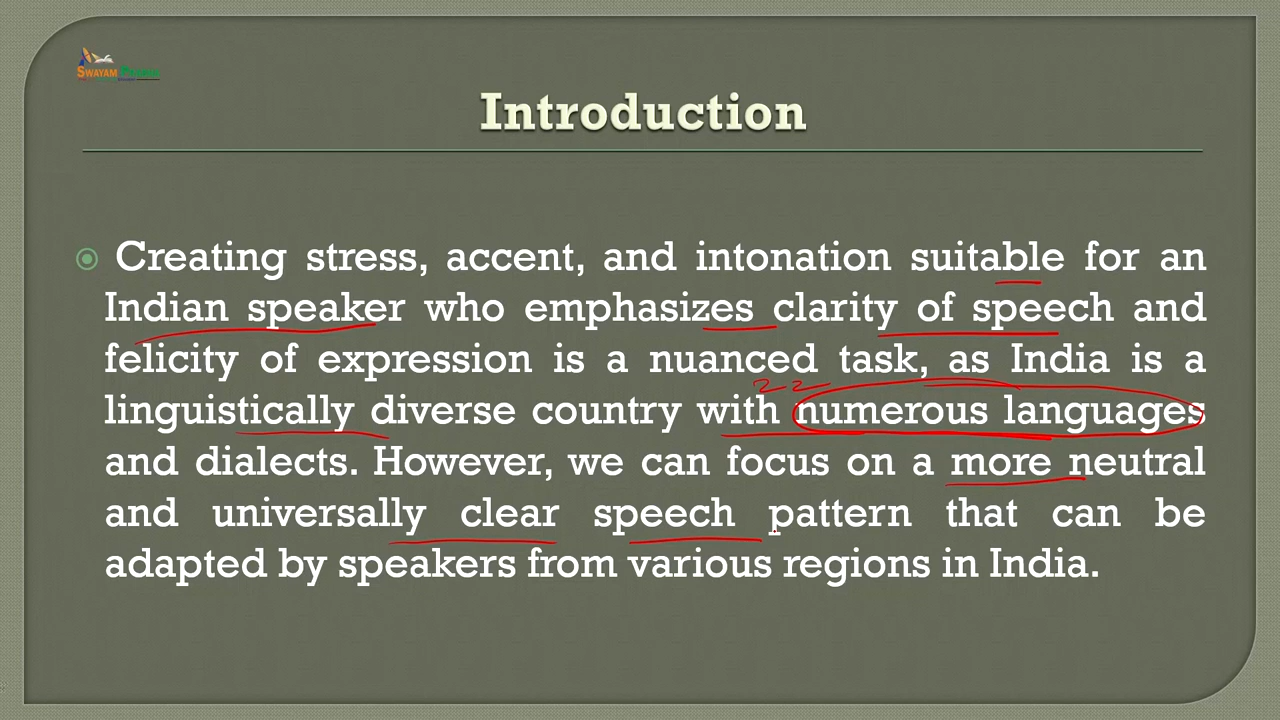 SWAYAM PRABHA
Introduction
Creating stress, accent, and intonation suitable for an
Indian speaker who emphasizes clarity of speech and
felicity of expression is a nuanced task, as India is a
22
linguistically diverse country with numerous languages
and dialects. However, we can focus on a more neutral
and universally clear speech pattern that can be
adapted by speakers from various regions in India.